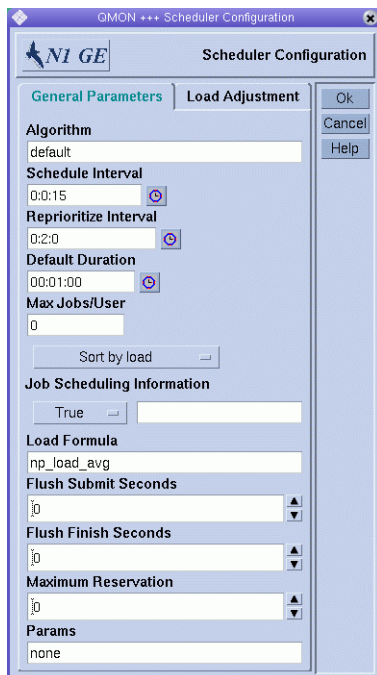 QMON +++ Scheduler Configuration
N1 GE
Scheduler Configuration
General Parameters
Load Adjustment
Ok
Cancel
Help
Algorithm
default
Schedule Interval
0:0:15
Reprioritize Interval
0:2:0
Default Duration
00:01:00
Max Jobs/User
0
Sort by load
Job Scheduling Information
True
Load Formula
np_load_avg
Flush Submit Seconds
0
Flush Finish Seconds
0
Maximum Reservation
0
Params
none